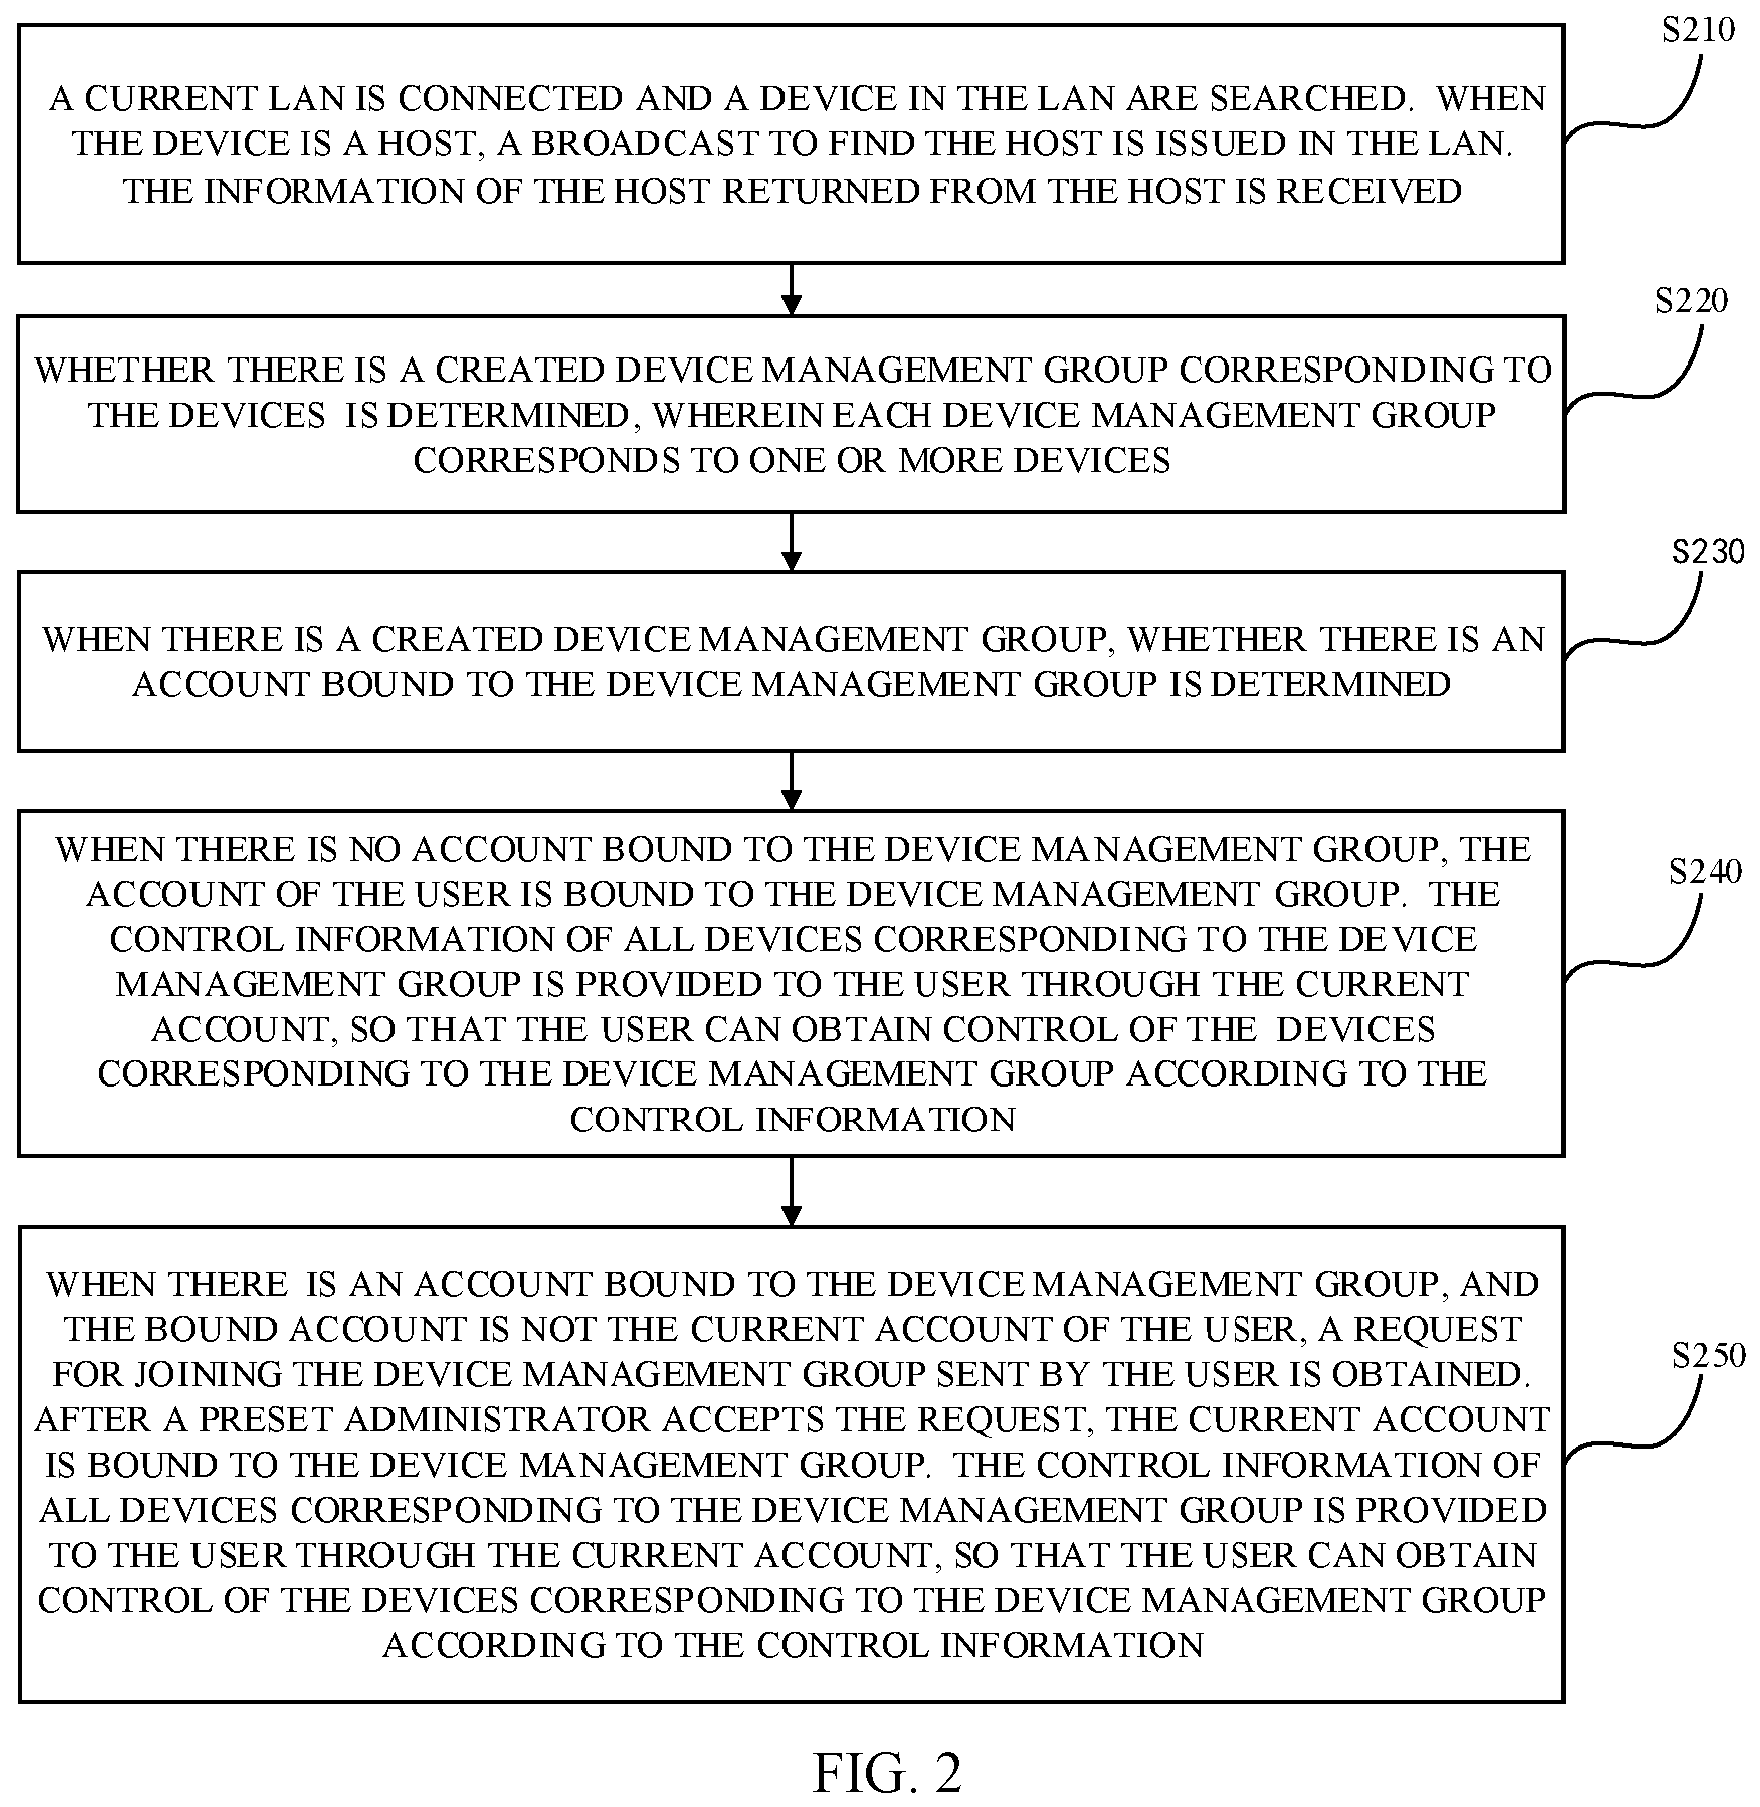 S210
A CURRENT LAN IS CONNECTED AND A DEVICE IN THE LAN ARE SEARCHED. WHEN
THE DEVICE IS A HOST, A BROADCAST TO FIND THE HOST IS ISSUED IN THE LAN.
THE INFORMATION OF THE HOST RETURNED FROM THE HOST IS RECEIVED
S220
WHETHER THERE IS A CREATED DEVICE MANAGEMENT GROUP CORRESPONDING TO
THE DEVICES IS DETERMINED, WHEREIN EACH DEVICE MANAGEMENT GROUP
CORRESPONDS TO ONE OR MORE DEVICES
S230
WHEN THERE IS A CREATED DEVICE MANAGEMENT GROUP, WHETHER THERE IS AN
ACCOUNT BOUND TO THE DEVICE MANAGEMENT GROUP IS DETERMINED
S240
WHEN THERE IS NO ACCOUNT BOUND TO THE DEVICE MANAGEMENT GROUP, THE
ACCOUNT OF THE USER IS BOUND TO THE DEVICE MANAGEMENT GROUP. THE
CONTROL INFORMATION OF ALL DEVICES CORRESPONDING TO THE DEVICE
MANAGEMENT GROUP IS PROVIDED TO THE USER THROUGH THE CURRENT
ACCOUNT, SO THAT THE USER CAN OBTAIN CONTROL OF THE DEVICES
CORRESPONDING TO THE DEVICE MANAGEMENT GROUP ACCORDING TO THE
CONTROL INFORMATION
S250
WHEN THERE IS AN ACCOUNT BOUND TO THE DEVICE MANAGEMENT GROUP, AND
THE BOUND ACCOUNT IS NOT THE CURRENT ACCOUNT OF THE USER, A REQUEST
FOR JOINING THE DEVICE MANAGEMENT GROUP SENT BY THE USER IS OBTAINED.
AFTER A PRESET ADMINISTRATOR ACCEPTS THE REQUEST, THE CURRENT ACCOUNT
IS BOUND TO THE DEVICE MANAGEMENT GROUP. THE CONTROL INFORMATION OF
ALL DEVICES CORRESPONDING TO THE DEVICE MANAGEMENT GROUP IS PROVIDED
TO THE USER THROUGH THE CURRENT ACCOUNT, SO THAT THE USER CAN OBTAIN
CONTROL OF THE DEVICES CORRESPONDING TO THE DEVICE MANAGEMENT GROUP
ACCORDING TO THE CONTROL INFORMATION
FIG. 2